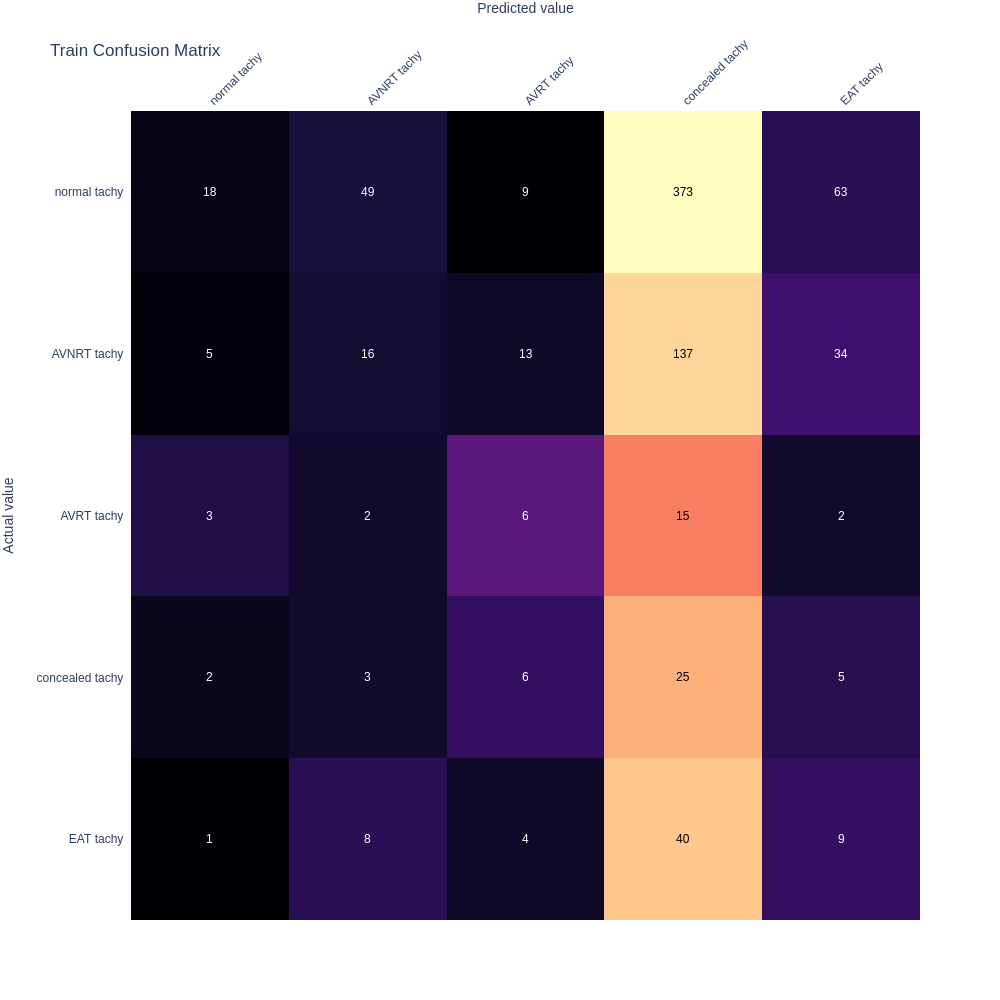 Predicted value
Train Confusion Matrix
normal tachy AVNRT tachy AVRT tachy concealed tachy EAT tachy
Actual value
normal tachy 18 49 9 373 63
AVNRT tachy 5 16 13 137 34
AVRT tachy 3 2 6 15 2
concealed tachy 2 3 6 25 5
EAT tachy 1 8 4 40 9